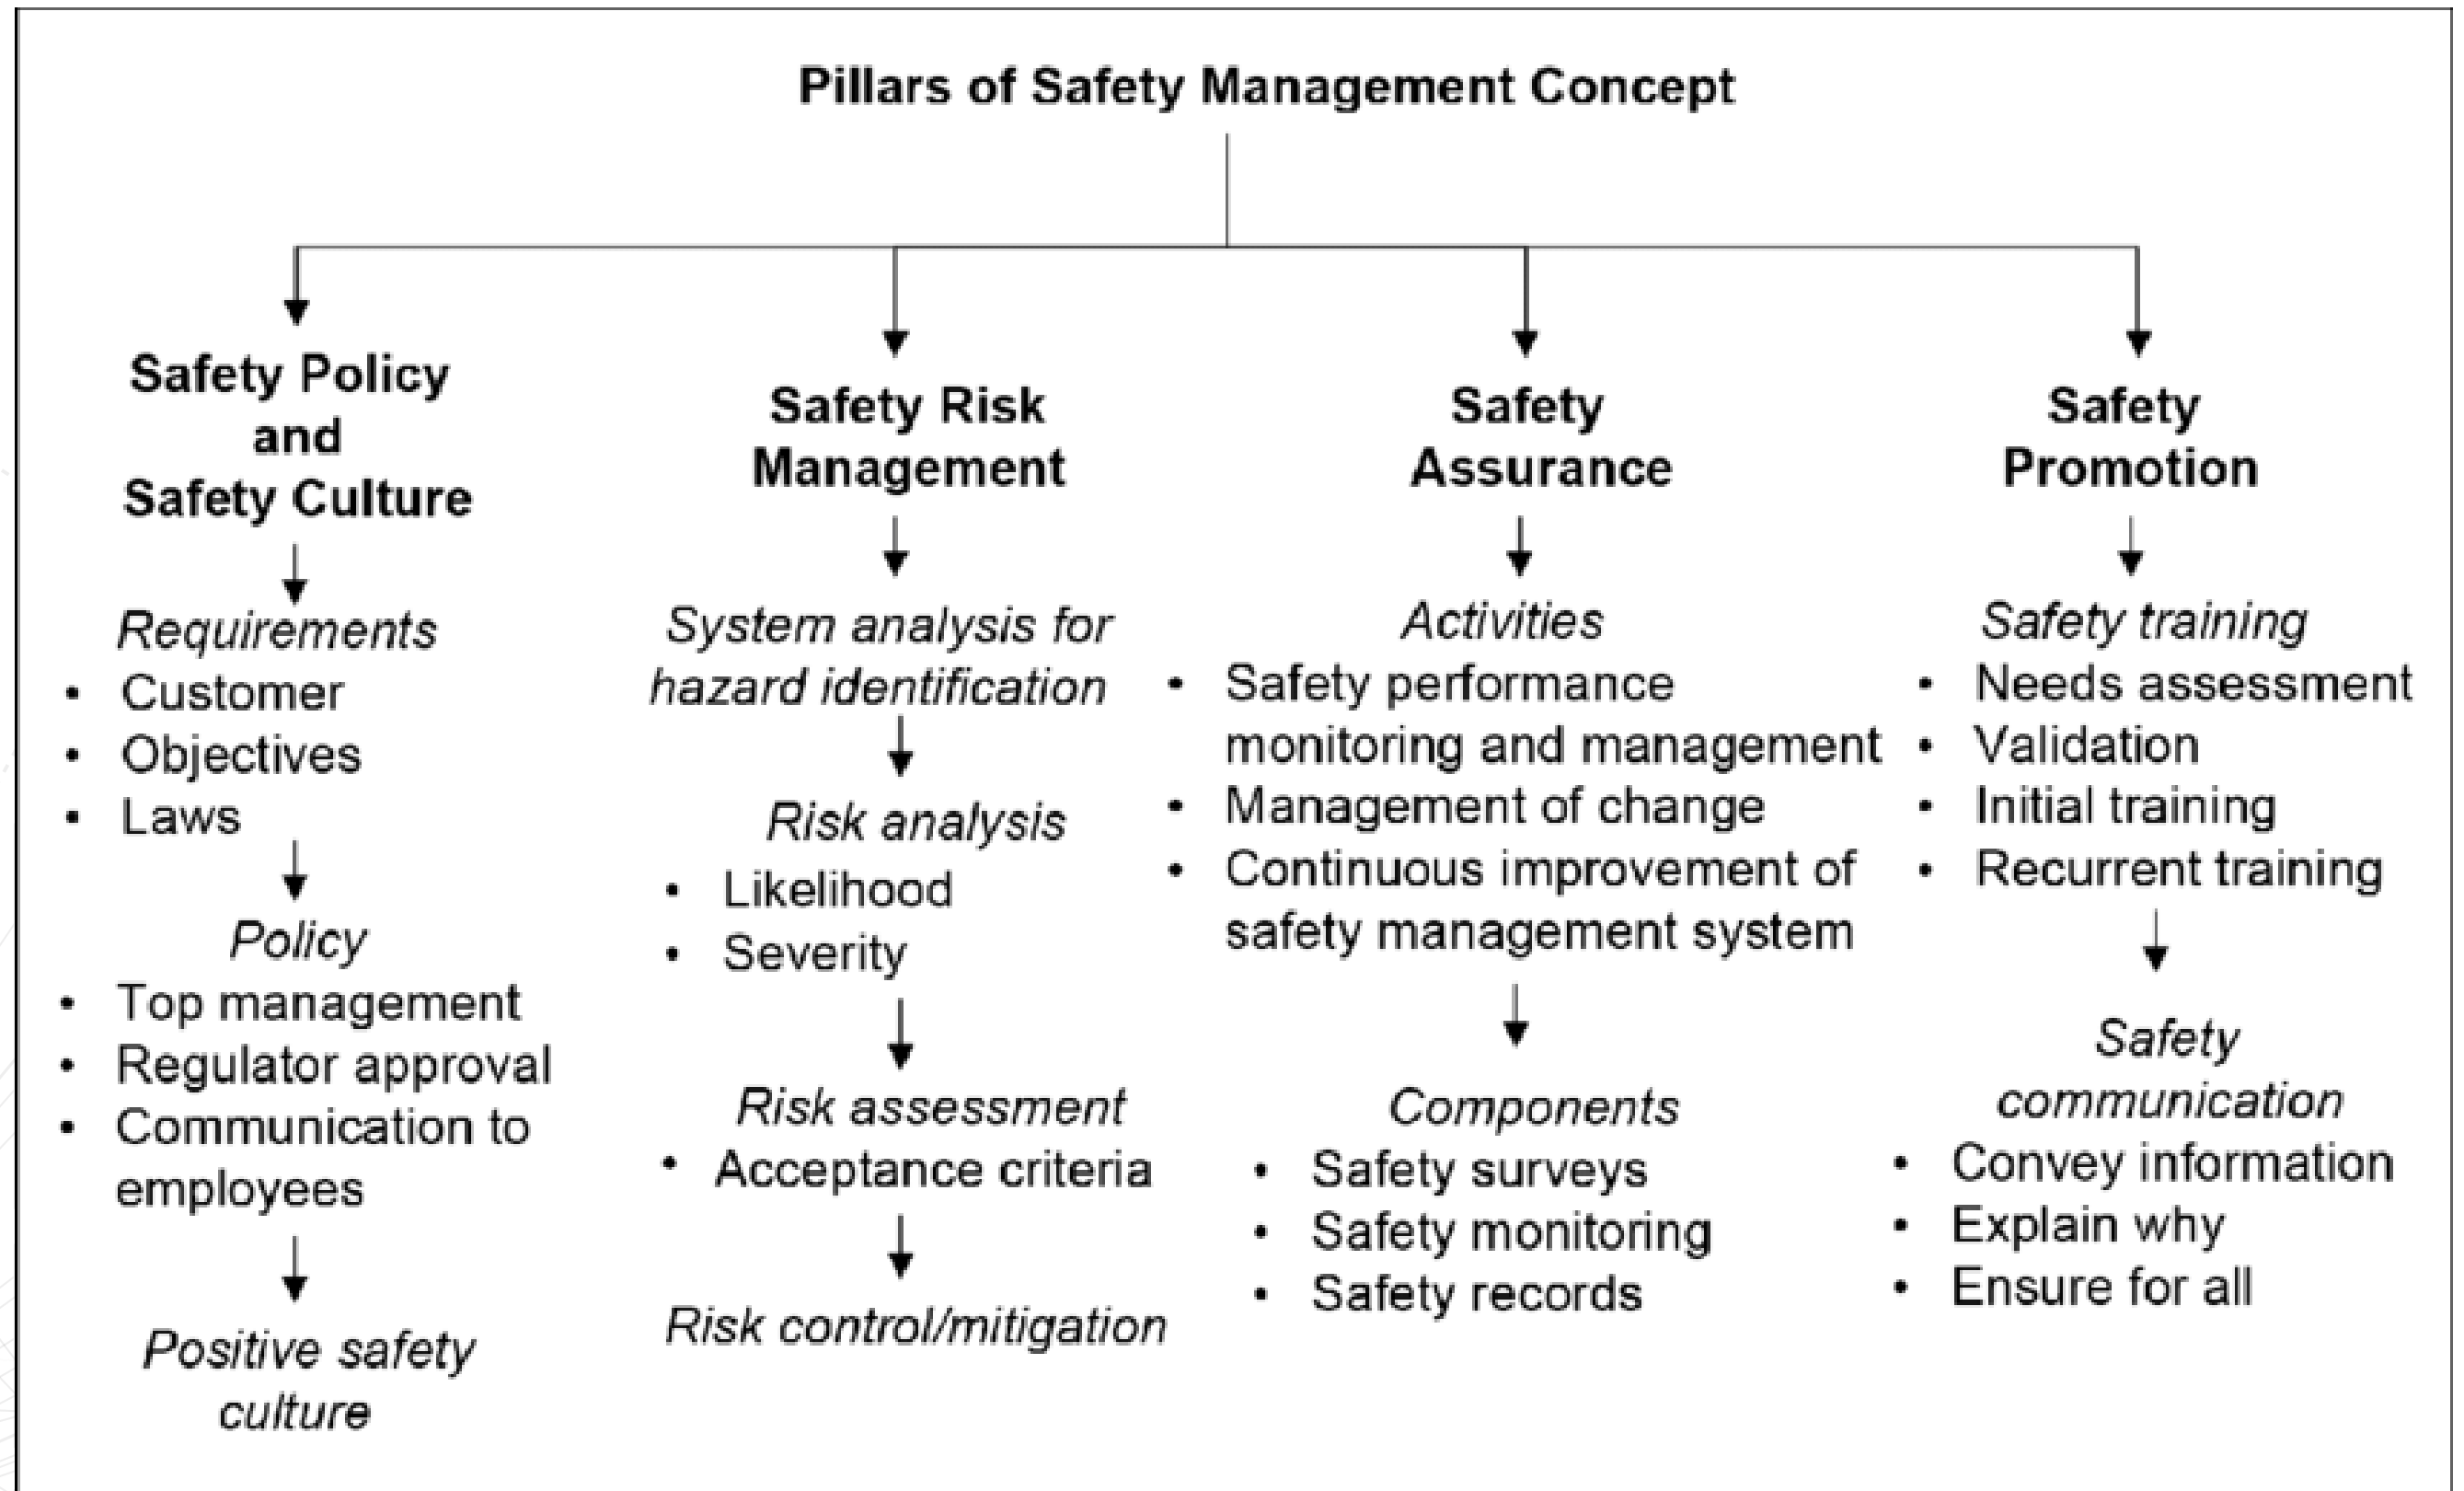 Pillars of Safety Management Concept
Safety Policy
and
Safety Culture
Requirements
• Customer
• Objectives
• Laws
Policy
• Top management
• Regulator approval
• Communication to
employees
Positive safety
culture
Safety Risk
Management
System analysis for
hazard identification
Risk analysis
• Likelihood
• Severity
Risk assessment
• Acceptance criteria
Risk control/mitigation
Safety
Assurance
Activities
• Safety performance
monitoring and management
• Management of change
• Continuous improvement of
safety management system
Components
• Safety surveys
• Safety monitoring
• Safety records
Safety
Promotion
Safety training
• Needs assessment
• Validation
• Initial training
• Recurrent training
Safety
communication
• Convey information
• Explain why
• Ensure for all